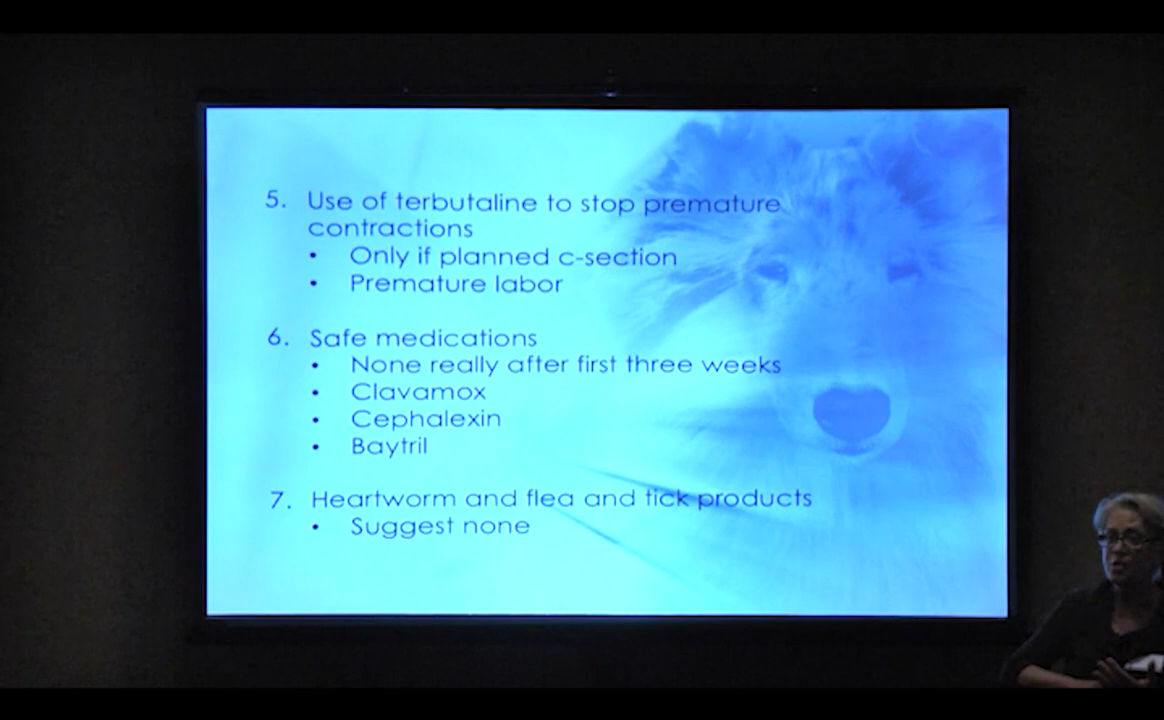 5. Use of terbutaline to stop premature
contractions
• Only if planned c-section
• Premature labor
6. Safe medications
• None really after first three weeks
• Clavamox
• Cephalexin
• Baytril
7. Heartworm and flea and tick products
• Suggest none